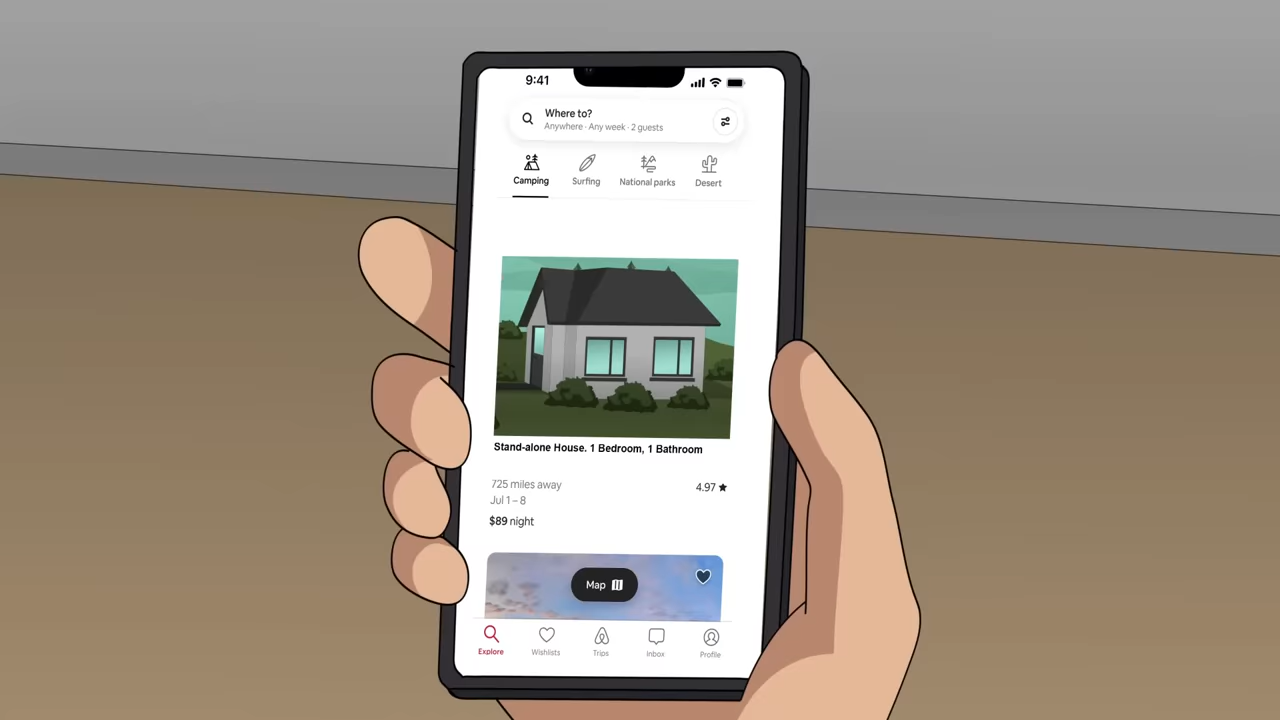 9:41
Where to?
Anywhere · Any week · 2 guests
Camping
Surfing
National parks
Desert
Stand-alone House. 1 Bedroom, 1 Bathroom
725 miles away
4.97 ★
Jul 1 – 8
$89 night
Map
Explore
Wishlists
Trips
Inbox
Profile